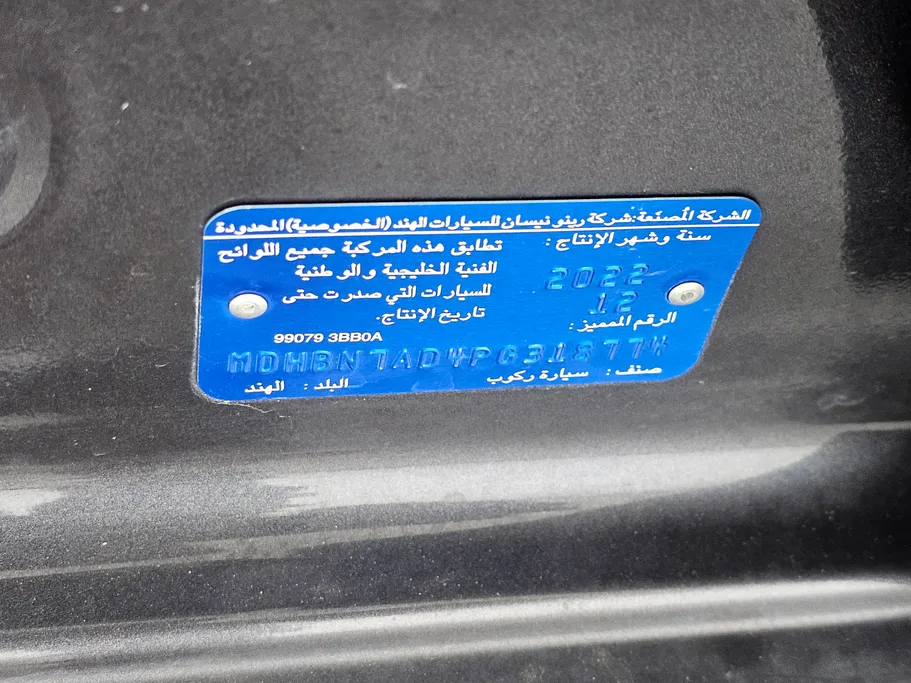 الشركة المصنعة:شركة رينو نيسان للسيارات الهند (الخصوصية) المحدودة
سنة وشهر الإنتاج :
2022
12
تطابق هذه المركبة جميع اللوائح
الفنية الخليجية والوطنية
للسيارات التي صدرت حتى
تاريخ الإنتاج.
الرقم المميز :
99079 3BB0A
MDHBN7AD4PG318774
صنف : سيارة ركوب
البلد : الهند